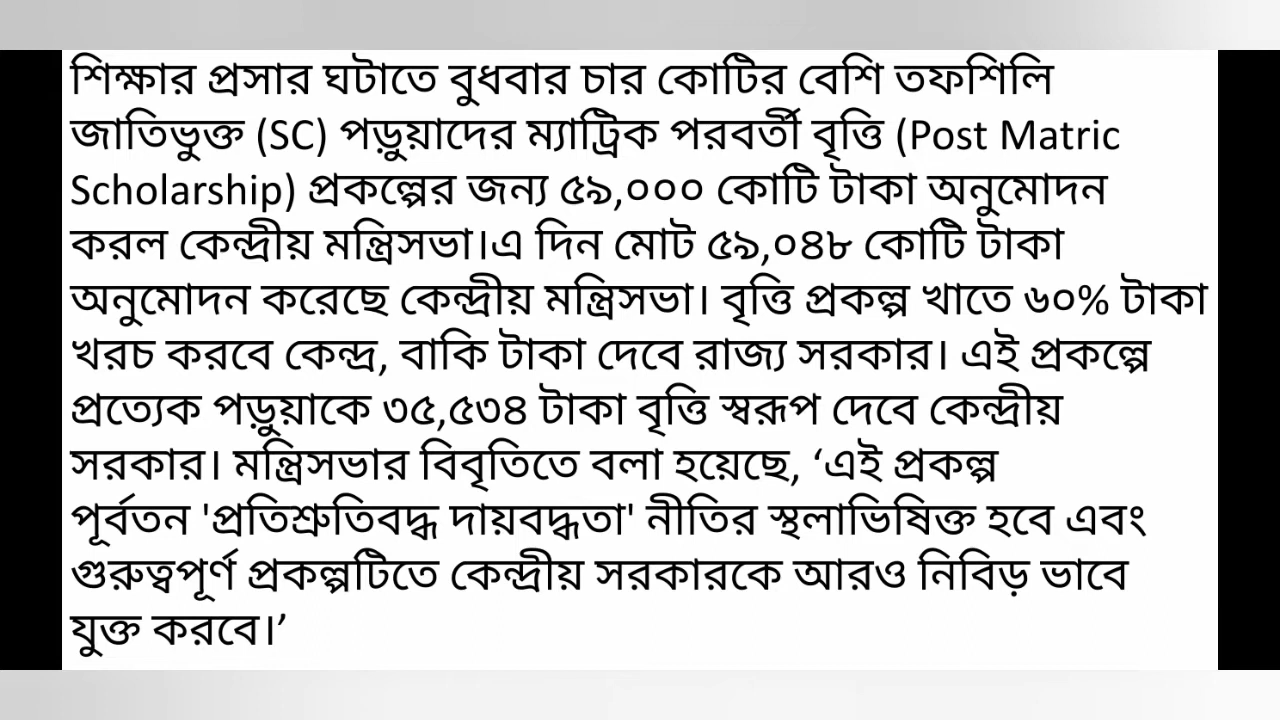 শিক্ষার প্রসার ঘটাতে বুধবার চার কোটির বেশি তফশিলি
জাতিভুক্ত (SC) পড়ুয়াদের ম্যাট্রিক পরবর্তী বৃত্তি (Post Matric
Scholarship) প্রকল্পের জন্য ৫৯,০০০ কোটি টাকা অনুমোদন
করল কেন্দ্রীয় মন্ত্রিসভা।এ দিন মোট ৫৯,০৪৮ কোটি টাকা
অনুমোদন করেছে কেন্দ্রীয় মন্ত্রিসভা। বৃত্তি প্রকল্প খাতে ৬০% টাকা
খরচ করবে কেন্দ্র, বাকি টাকা দেবে রাজ্য সরকার। এই প্রকল্পে
প্রত্যেক পড়ুয়াকে ৩৫,৫৩৪ টাকা বৃত্তি স্বরূপ দেবে কেন্দ্রীয়
সরকার। মন্ত্রিসভার বিবৃতিতে বলা হয়েছে, ‘এই প্রকল্প
পূর্বতন 'প্রতিশ্রুতিবদ্ধ দায়বদ্ধতা' নীতির স্থলাভিষিক্ত হবে এবং
গুরুত্বপূর্ণ প্রকল্পটিতে কেন্দ্রীয় সরকারকে আরও নিবিড় ভাবে
যুক্ত করবে।’